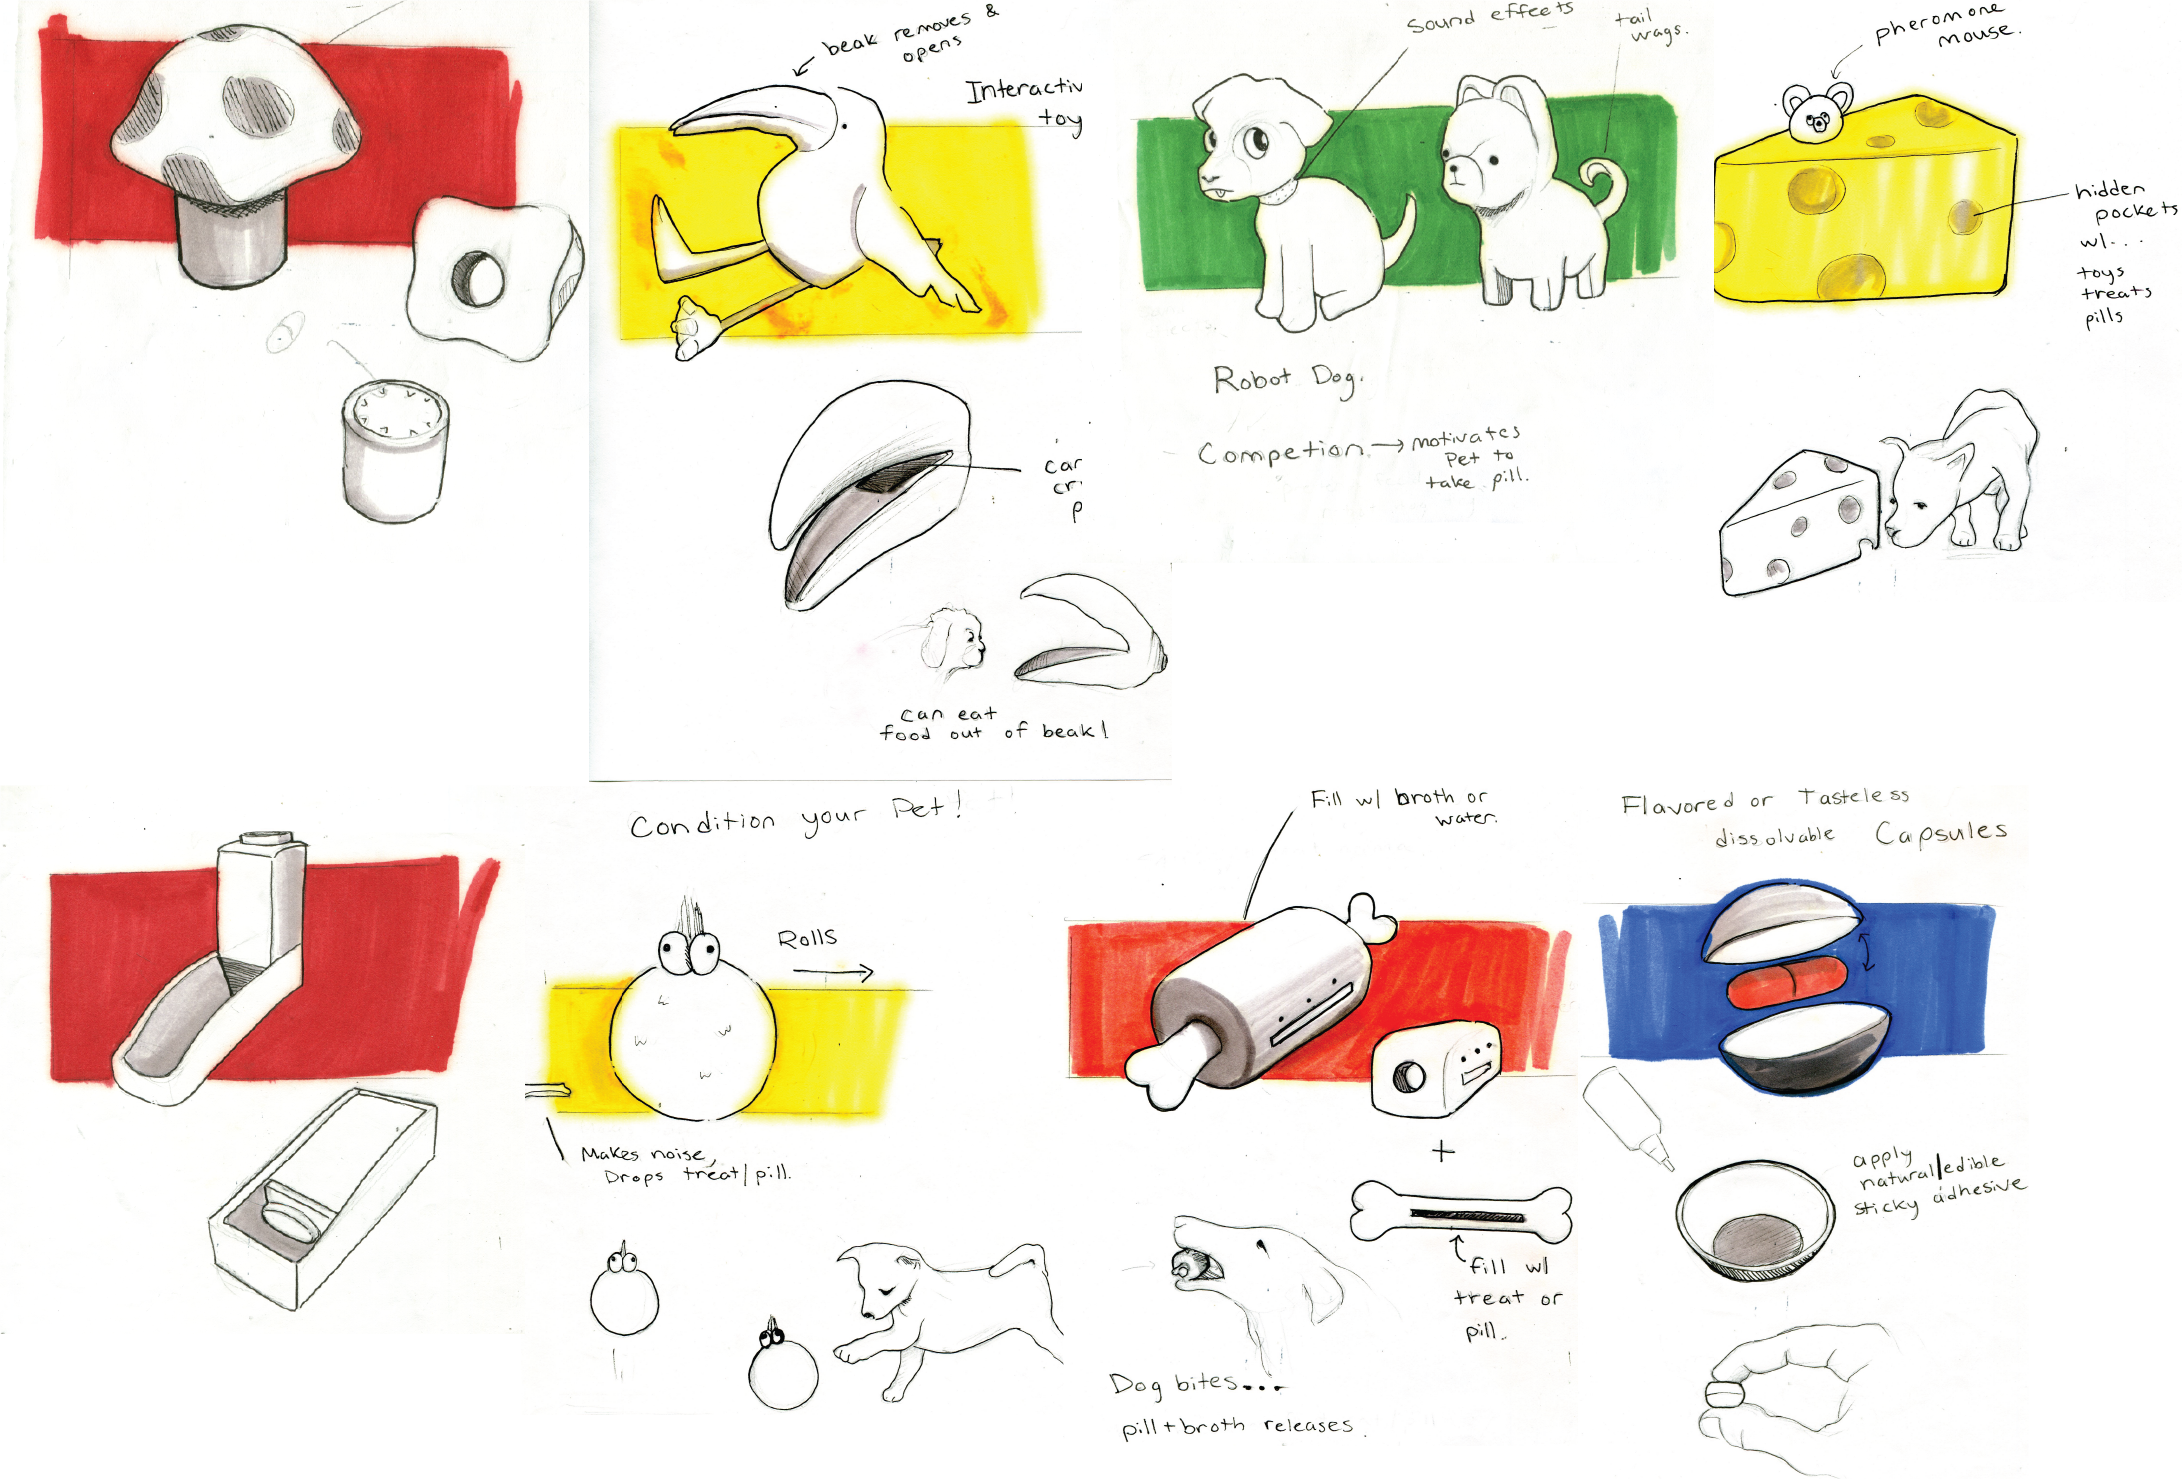 beak removes &
opens
Interactiv
toy
car
cr
p
can eat
food out of beak!
Sound effects
tail
wags.
Robot Dog.
Competion → motivates
Pet to
take pill.
pheromone
mouse.
hidden
pockets
w/...
toys
treats
pills
Condition your Pet!
Rolls
Makes noise,
Drops treat/pill.
Fill w/ broth or
water.
+
fill w/
treat or
pill.
Dog bites...
pill + broth releases.
Flavored or Tasteless
dissolvable Capsules
apply
natural/edible
sticky adhesive